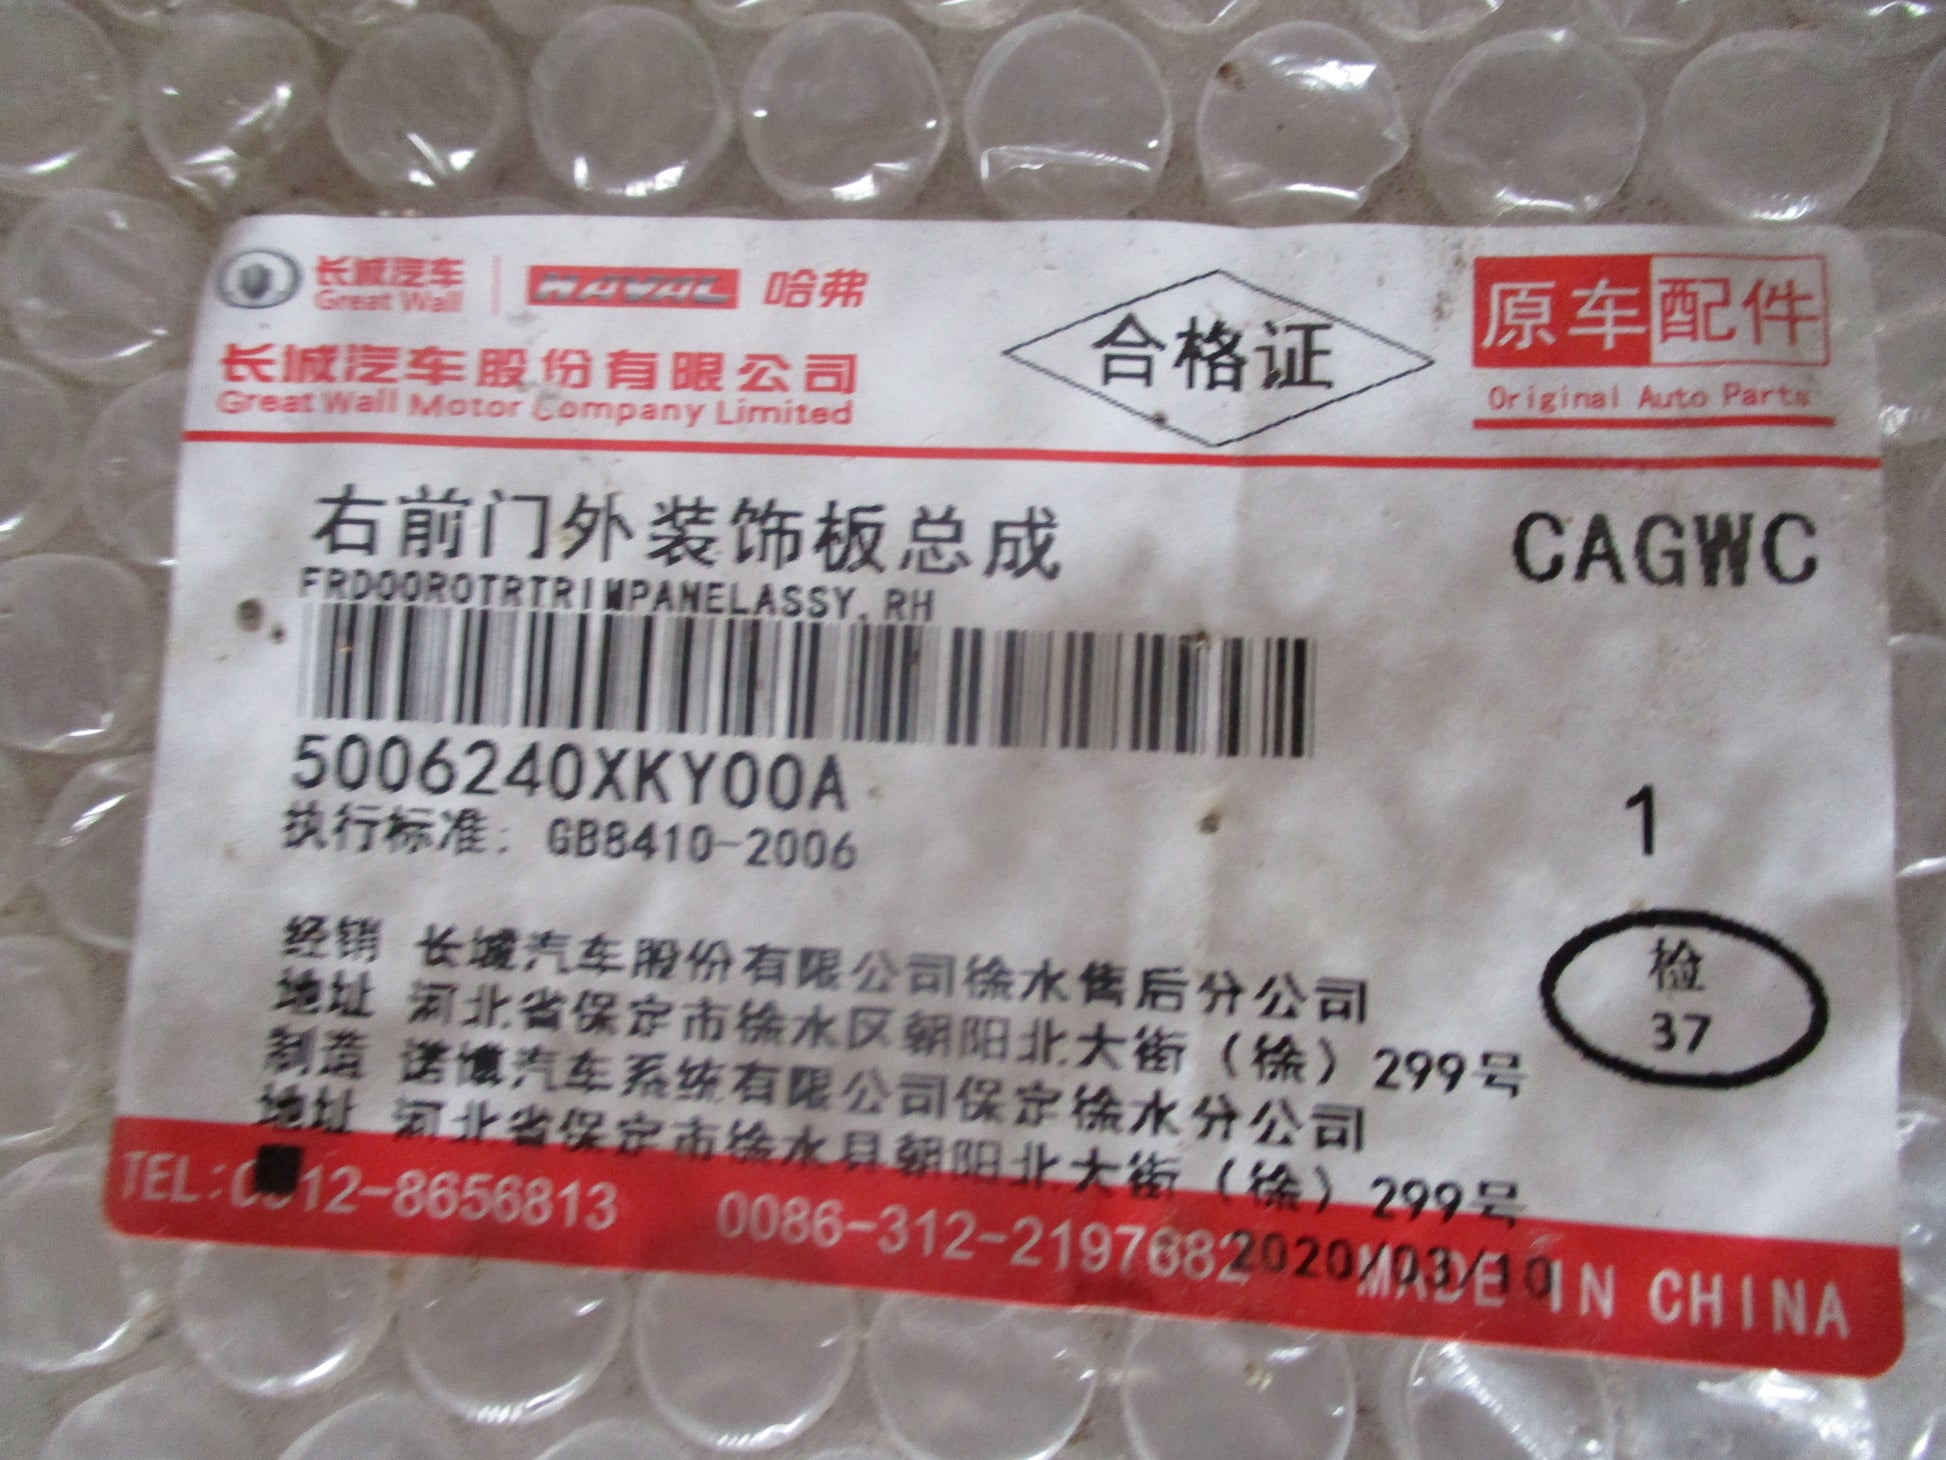 长城汽车
Great Wall
HAVAL 哈弗
长城汽车股份有限公司
Great Wall Motor Company Limited
合格证
原车配件
Original Auto Parts
右前门外装饰板总成
CAGWC
FRDOOROTRTRIMPANELASSY,RH
5006240XKY00A
执行标准: GB8410-2006
1
经销 长城汽车股份有限公司徐水售后分公司
地址 河北省保定市徐水区朝阳北大街（徐）299号
制造 诺博汽车系统有限公司保定徐水分公司
地址 河北省保定市徐水县朝阳北大街（徐）299号
检
37
TEL:0312-8656813 0086-312-2197682
2020/03/10
MADE IN CHINA